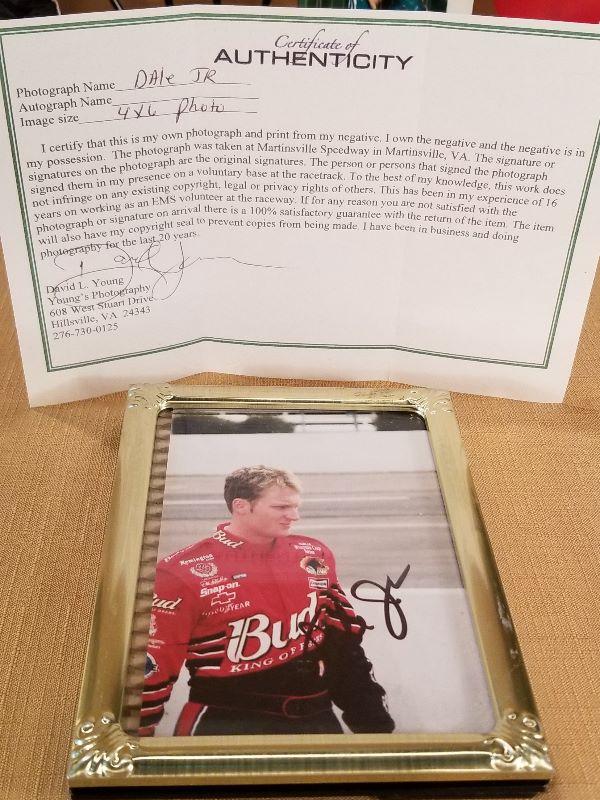 Certificate of
AUTHENTICITY
Photograph Name DAle JR
Autograph Name
Image size 4x6 Photo
I certify that this is my own photograph and print from my negative. I own the negative and the negative is in
my possession. The photograph was taken at Martinsville Speedway in Martinsville, VA. The signature or
signatures on the photograph are the original signatures. The person or persons that signed the photograph
signed them in my presence on a voluntary base at the racetrack. To the best of my knowledge, this work does
not infringe on any existing copyright, legal or privacy rights of others. This has been in my experience of 16
years on working as an EMS volunteer at the raceway. If for any reason you are not satisfied with the
photograph or signature on arrival there is a 100% satisfactory guarantee with the return of the item. The item
will also have my copyright seal to prevent copies from being made. I have been in business and doing
photography for the last 20 years.
David L. Young
Young's Photography
608 West Stuart Drive
Hillsville, VA 24343
276-730-0125
Bud
Remington
Snap-on
GOODYEAR
Bud
Bud
KING OF
Jr